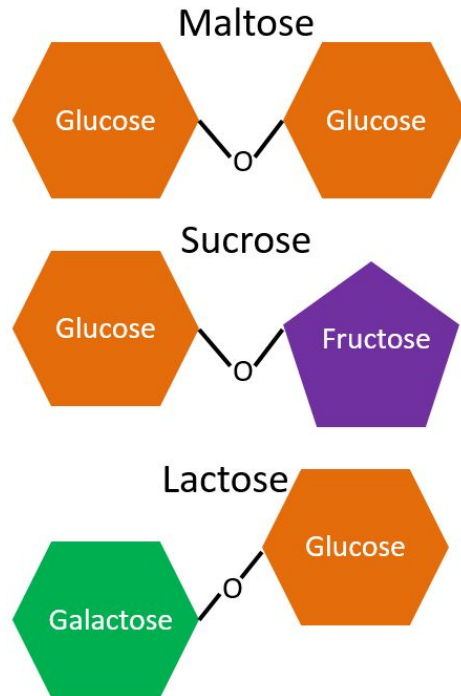 Maltose
Glucose
Glucose
O
Sucrose
Glucose
Fructose
O
Lactose
Glucose
O
Galactose